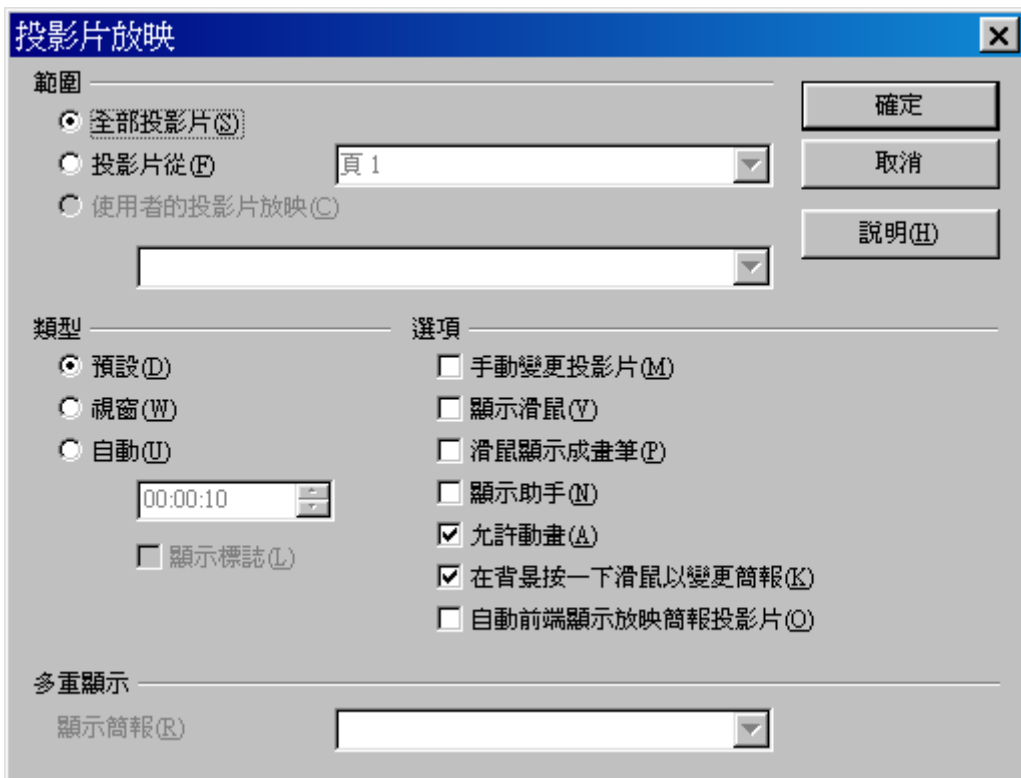 投影片放映
範圍
全部投影片(S)
確定
投影片從(F)
頁 1
取消
使用者的投影片放映(C)
說明(H)
類型
預設(D)
視窗(W)
自動(U)
00:00:10
顯示標誌(L)
選項
手動變更投影片(M)
顯示滑鼠(V)
滑鼠顯示成畫筆(P)
顯示助手(N)
允許動畫(A)
在背景按一下滑鼠以變更簡報(K)
自動前端顯示放映簡報投影片(O)
多重顯示
顯示簡報(R)